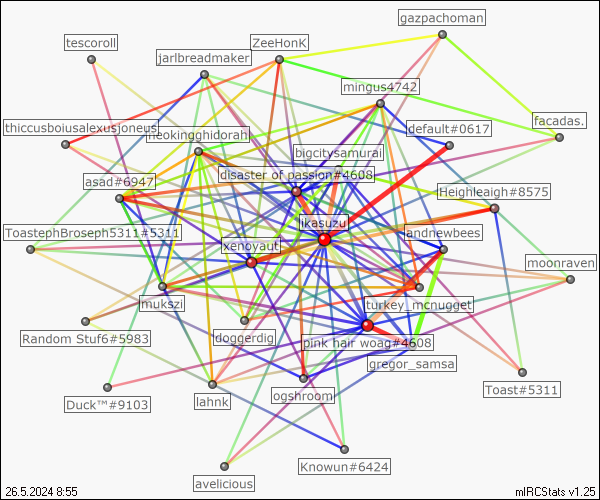 gazpachoman
tescoroll
ZeeHonK
jarlbreadmaker
mingus4742
facadas.
thiccusboiusalexusjoneus
neokingghidorah
default#0617
bigcitysamurai
disaster of passion#4608
asad#6947
Heighleaigh#8575
likasuzu
ToastephBroseph5311#5311
landnewbees
xenoyaut
moonraven
mukszi
turkey_mcnugget
Random Stuf6#5983
doggerdig
pink hair woag#4608
gregor_samsa
Toast#5311
Duck™#9103
lahnk
ogshroom
Knowun#6424
avelicious
26.5.2024 8:55
mIRCStats v1.25